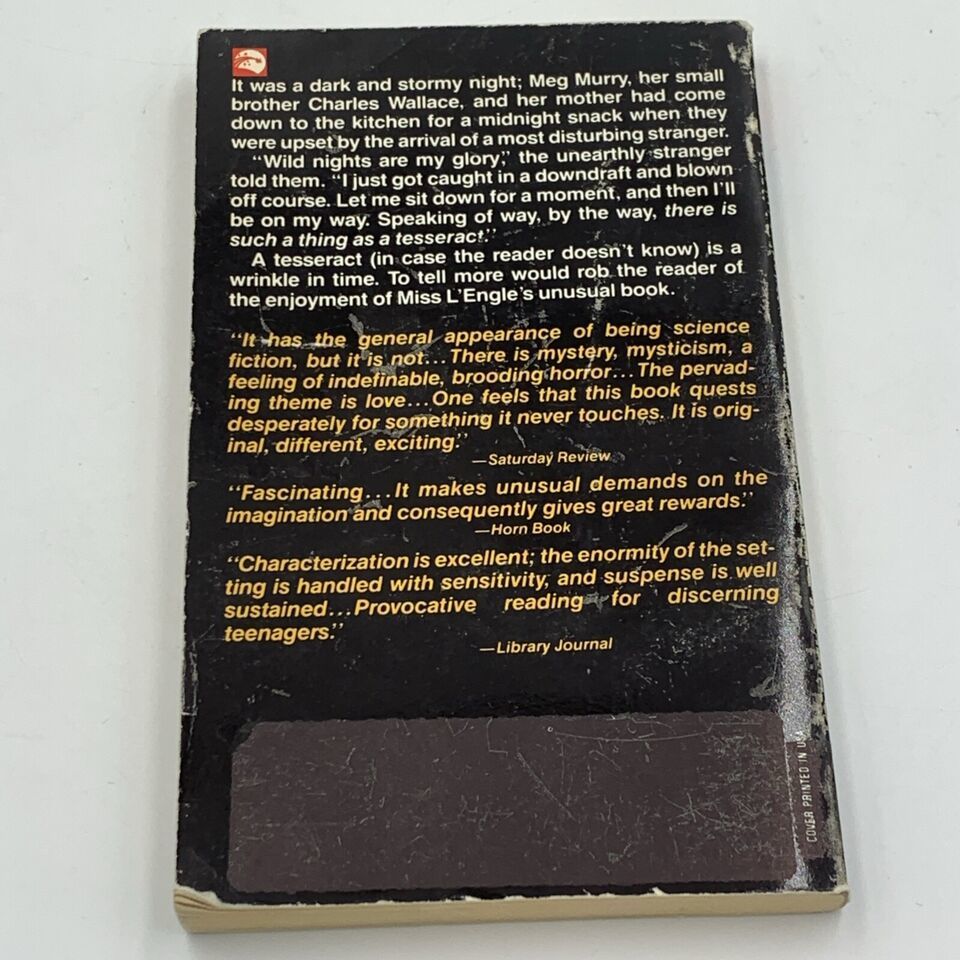 It was a dark and stormy night; Meg Murry, her small
brother Charles Wallace, and her mother had come
down to the kitchen for a midnight snack when they
were upset by the arrival of a most disturbing stranger.
"Wild nights are my glory," the unearthly stranger
told them. "I just got caught in a downdraft and blown
off course. Let me sit down for a moment, and then I'll
be on my way. Speaking of way, by the way, there is
such a thing as a tesseract."
A tesseract (in case the reader doesn't know) is a
wrinkle in time. To tell more would rob the reader of
the enjoyment of Miss L'Engle's unusual book.
"It has the general appearance of being science
fiction, but it is not...There is mystery, mysticism, a
feeling of indefinable, brooding horror...The pervad-
ing theme is love...One feels that this book quests
desperately for something it never touches. It is orig-
inal, different, exciting."
—Saturday Review
"Fascinating...It makes unusual demands on the
imagination and consequently gives great rewards."
—Horn Book
"Characterization is excellent; the enormity of the set-
ting is handled with sensitivity, and suspense is well
sustained...Provocative reading for discerning
teenagers."
—Library Journal
COVER PRINTED IN USA